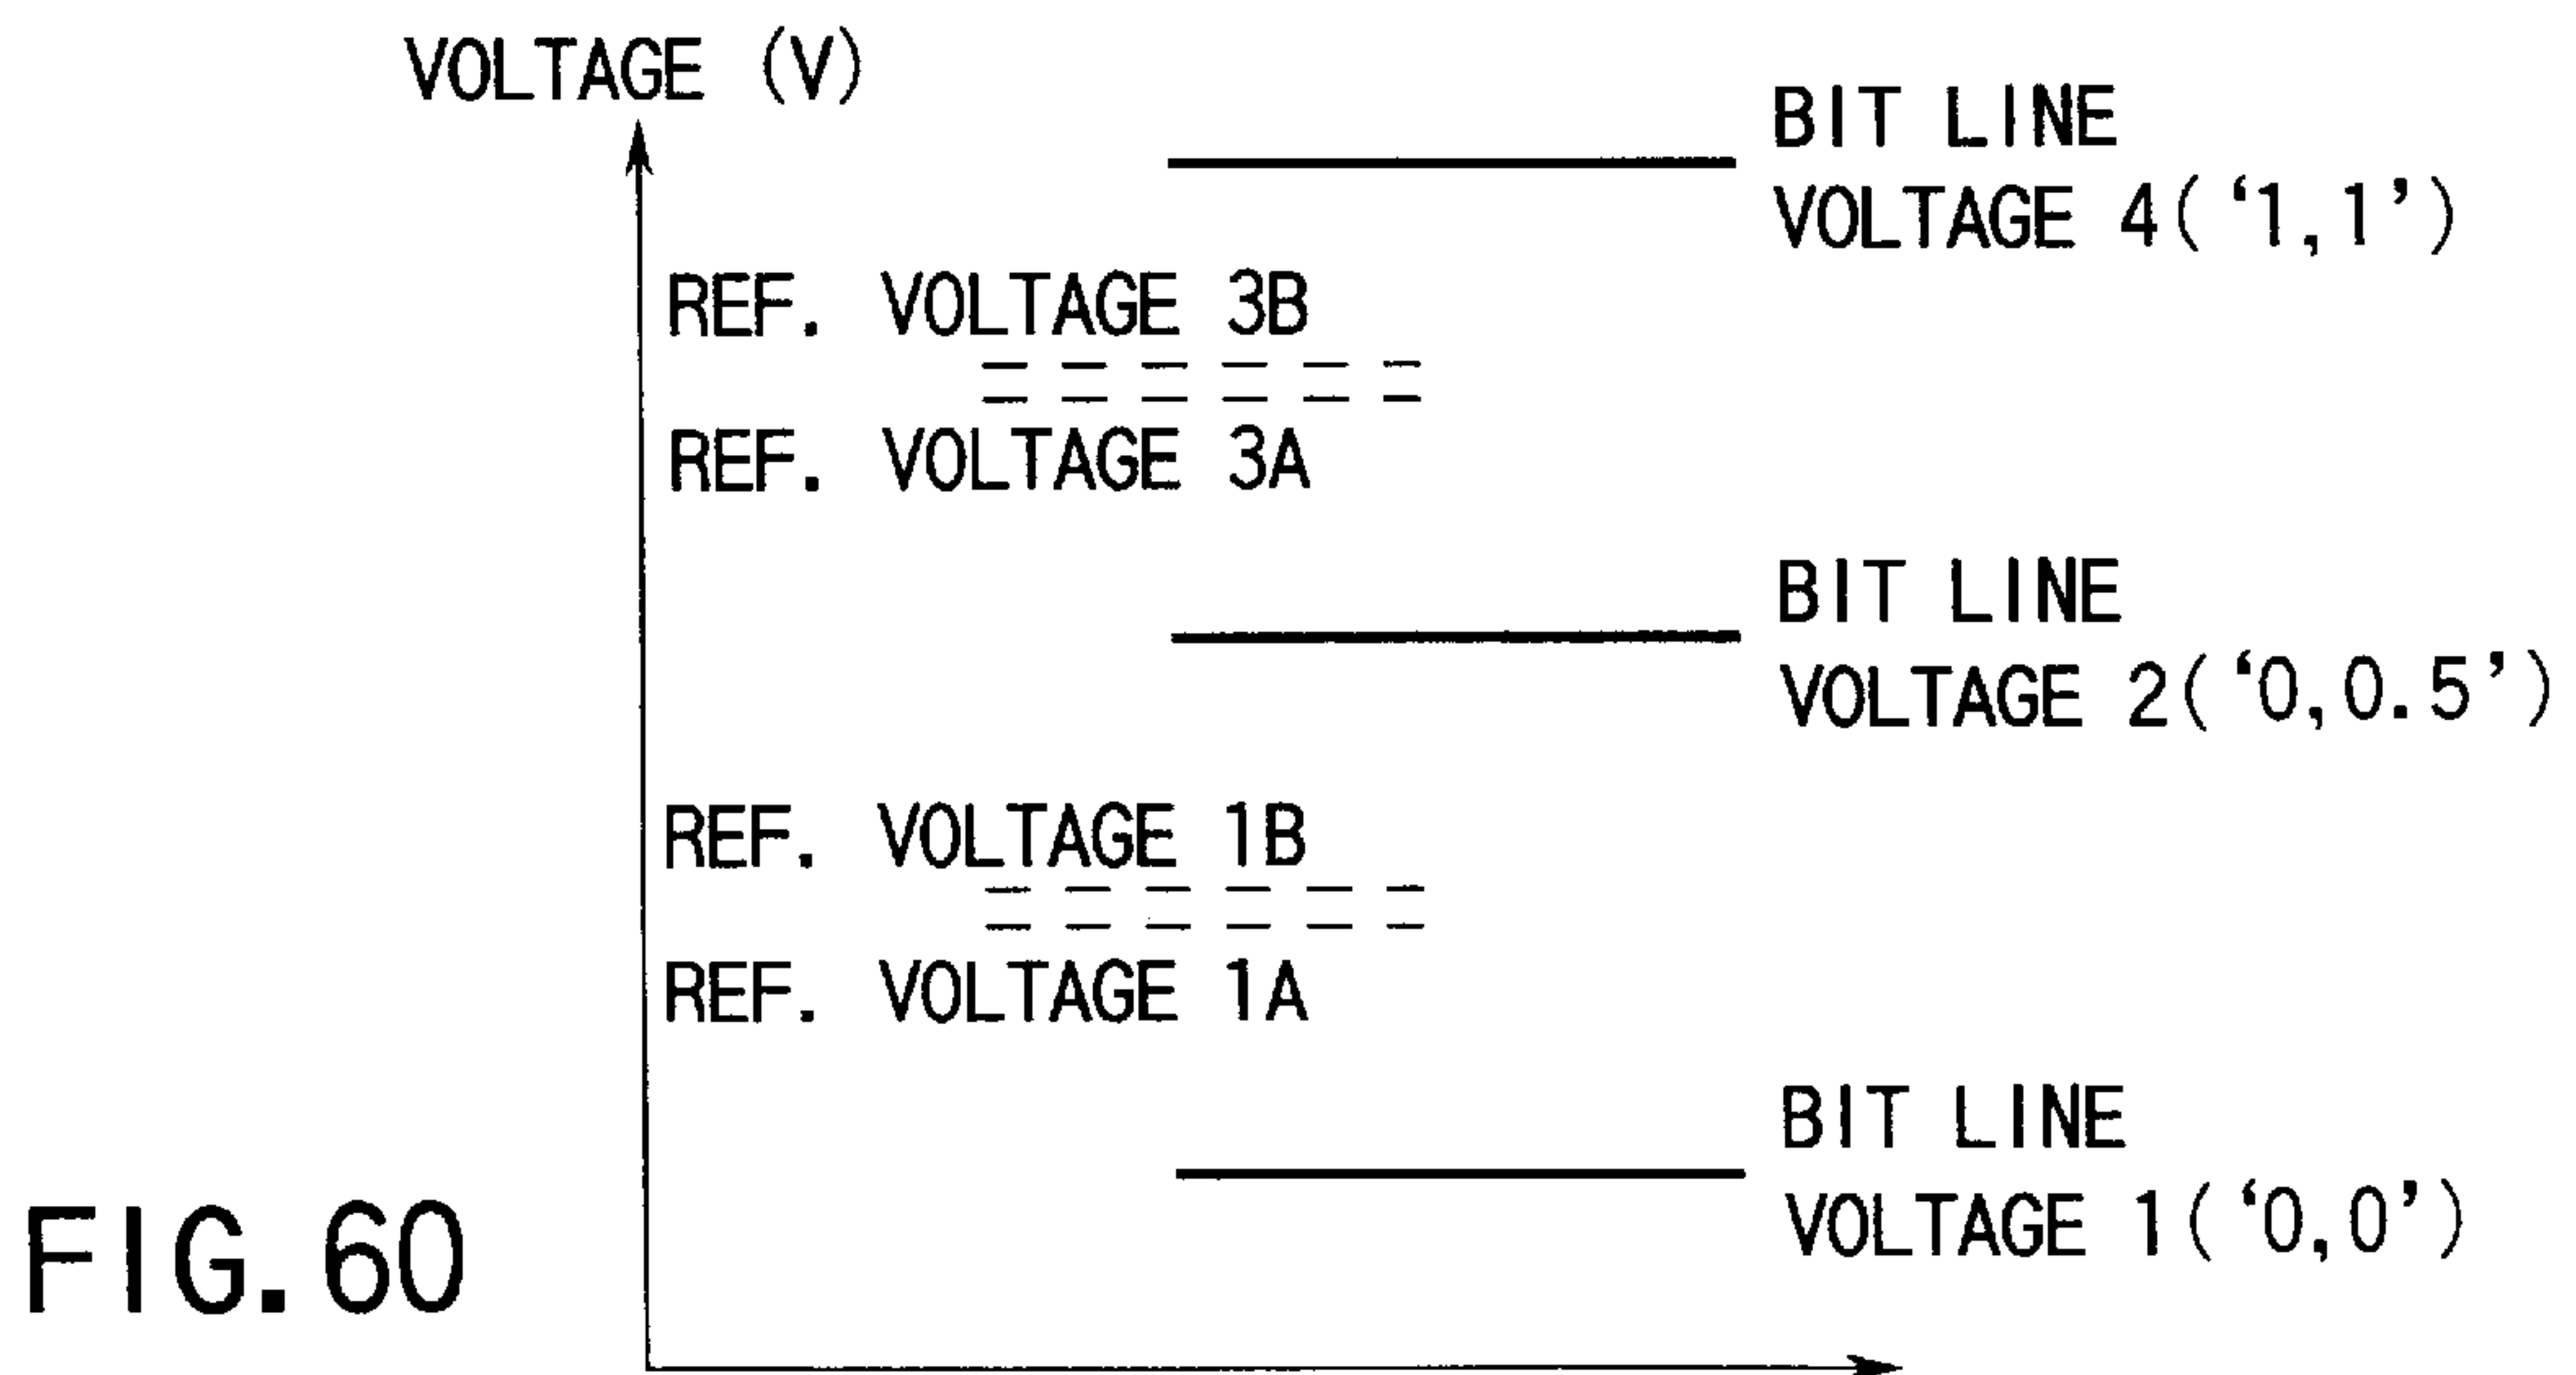 VOLTAGE (V)
BIT LINE
VOLTAGE 4(‘1,1’)
REF. VOLTAGE 3B
REF. VOLTAGE 3A
BIT LINE
VOLTAGE 2(‘0,0.5’)
REF. VOLTAGE 1B
REF. VOLTAGE 1A
BIT LINE
VOLTAGE 1(‘0,0’)
FIG.60